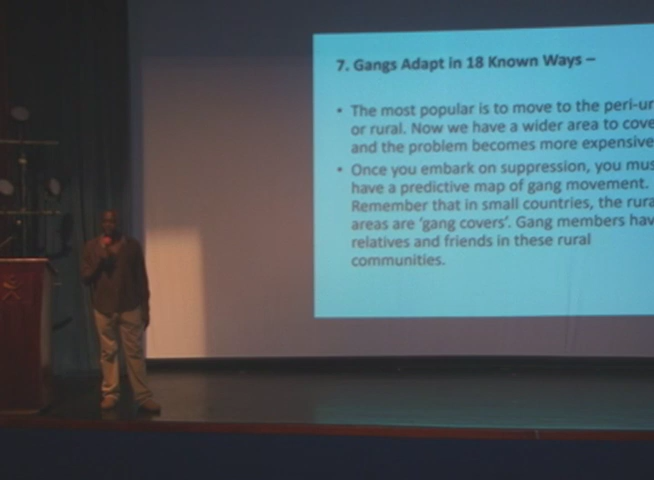 7. Gangs Adapt in 18 Known Ways –
• The most popular is to move to the peri-ur
or rural. Now we have a wider area to cove
and the problem becomes more expensive
• Once you embark on suppression, you mus
have a predictive map of gang movement.
Remember that in small countries, the rura
areas are ‘gang covers’. Gang members hav
relatives and friends in these rural
communities.